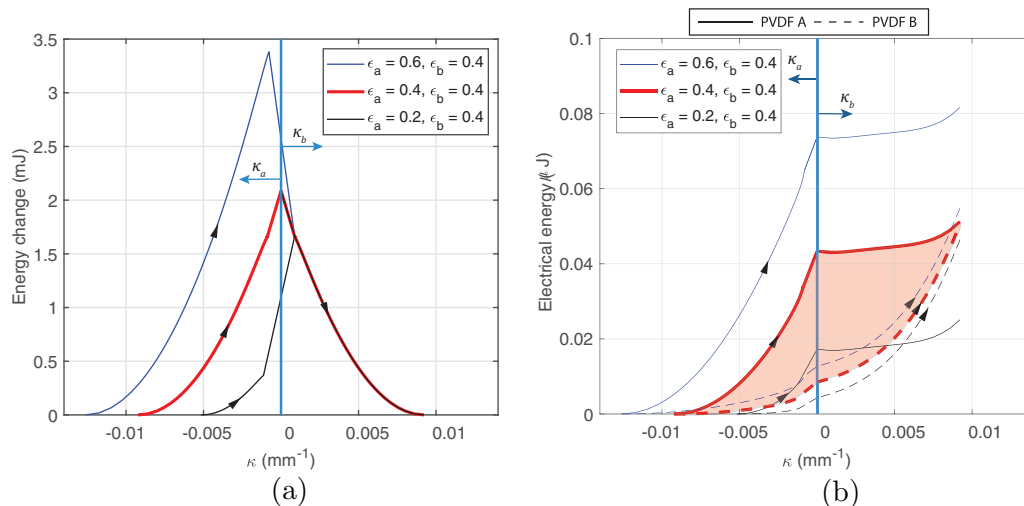 PVDF A PVDF B
3.5
3
2.5
2
1.5
1
0.5
0
Energy change (mJ)
ϵa = 0.6, ϵb = 0.4
ϵa = 0.4, ϵb = 0.4
ϵa = 0.2, ϵb = 0.4
κb
κa
-0.01 -0.005 0 0.005 0.01
κ (mm-1)
(a)
0.1
0.08
0.06
0.04
0.02
0
Electrical energy
J)
ϵa = 0.6, ϵb = 0.4
ϵa = 0.4, ϵb = 0.4
ϵa = 0.2, ϵb = 0.4
κa
κb
-0.01 -0.005 0 0.005 0.01
κ (mm-1)
(b)